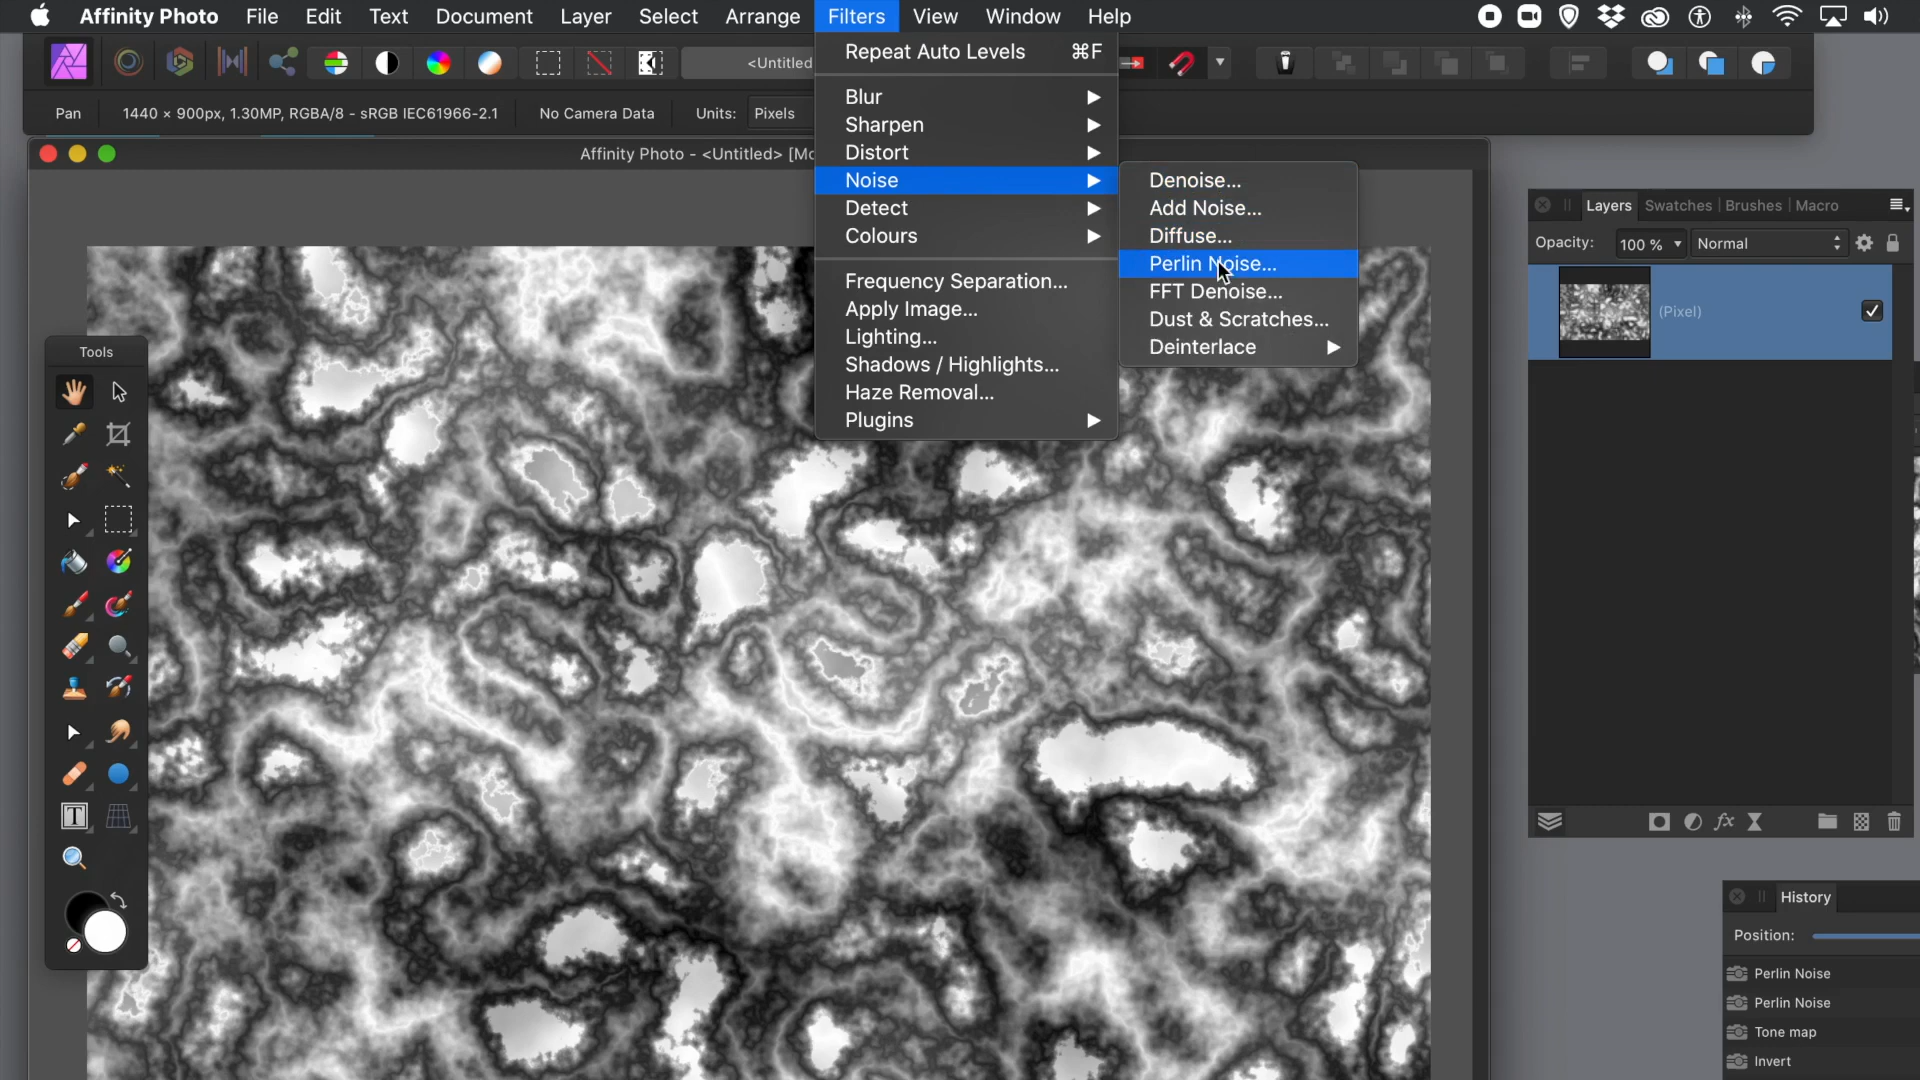 Affinity Photo File Edit Text Document Layer Select Arrange Filters View Window Help
Repeat Auto Levels ⌘F
<Untitled
Pan 1440 × 900px, 1.30MP, RGBA/8 - sRGB IEC61966-2.1 No Camera Data Units: Pixels
Affinity Photo - <Untitled> [Mo
Blur
Sharpen
Distort
Noise
Detect
Colours
Frequency Separation...
Apply Image...
Lighting...
Shadows / Highlights...
Haze Removal...
Plugins
Denoise...
Add Noise...
Diffuse...
Perlin Noise...
FFT Denoise...
Dust & Scratches...
Deinterlace
Layers Swatches Brushes Macro
Opacity: 100 % Normal
(Pixel)
Tools
History
Position:
Perlin Noise
Perlin Noise
Tone map
Invert